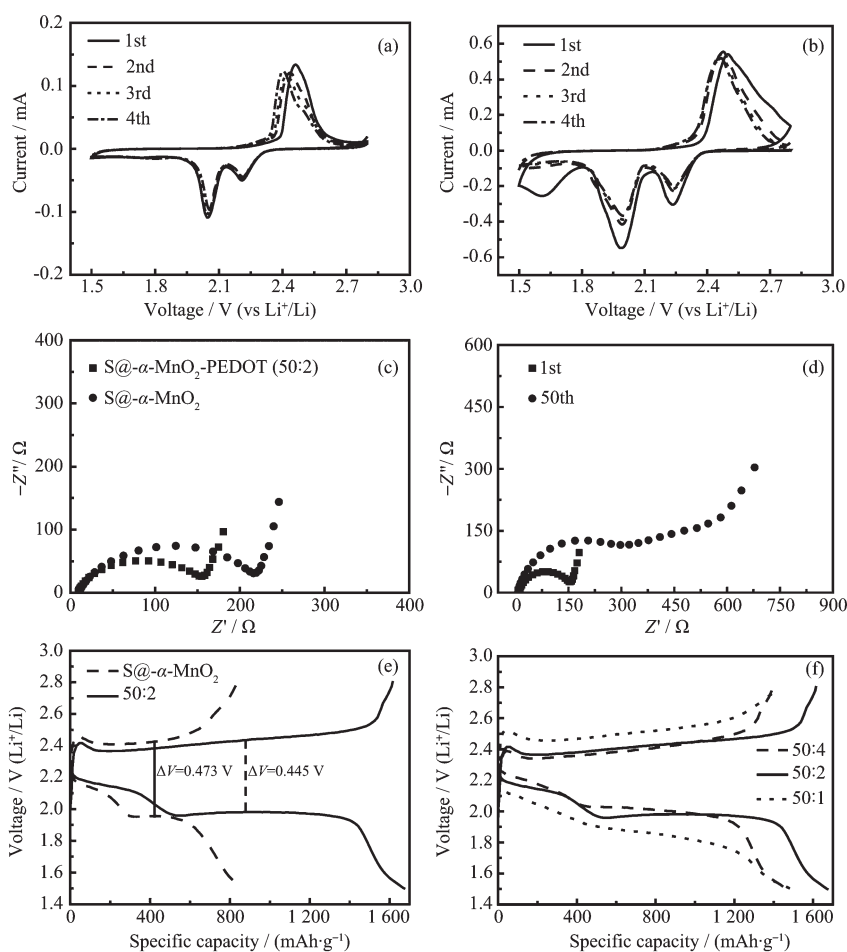 (a)
1st
2nd
3rd
4th
Current / mA
0.2
0.1
0.0
-0.1
-0.2
1.5 1.8 2.1 2.4 2.7 3.0
Voltage / V (vs Li⁺/Li)
(b)
1st
2nd
3rd
4th
Current / mA
0.6
0.4
0.2
0.0
-0.2
-0.4
-0.6
1.5 1.8 2.1 2.4 2.7 3.0
Voltage / V (vs Li⁺/Li)
(c)
S@-α-MnO₂-PEDOT (50∶2)
S@-α-MnO₂
−Z″/ Ω
400
300
200
100
00
0 100 200 300 400
Z′ / Ω
(d)
1st
50th
−Z″/ Ω
600
450
300
150
0
0 150 300 450 600 750 900
Z′ / Ω
(e)
S@-α-MnO₂
50∶2
ΔV=0.473 V
ΔV=0.445 V
Voltage / V (Li⁺/Li)
3.0
2.8
2.6
2.4
2.2
2.0
1.8
1.6
1.4
0 400 800 1 200 1 600
Specific capacity / (mAh·g⁻¹)
(f)
50∶4
50∶2
50∶1
Voltage / V (Li⁺/Li)
3.0
2.8
2.6
2.4
2.2
2.0
1.8
1.6
1.4
0 400 800 1 200 1 600
Specific capacity / (mAh·g⁻¹)